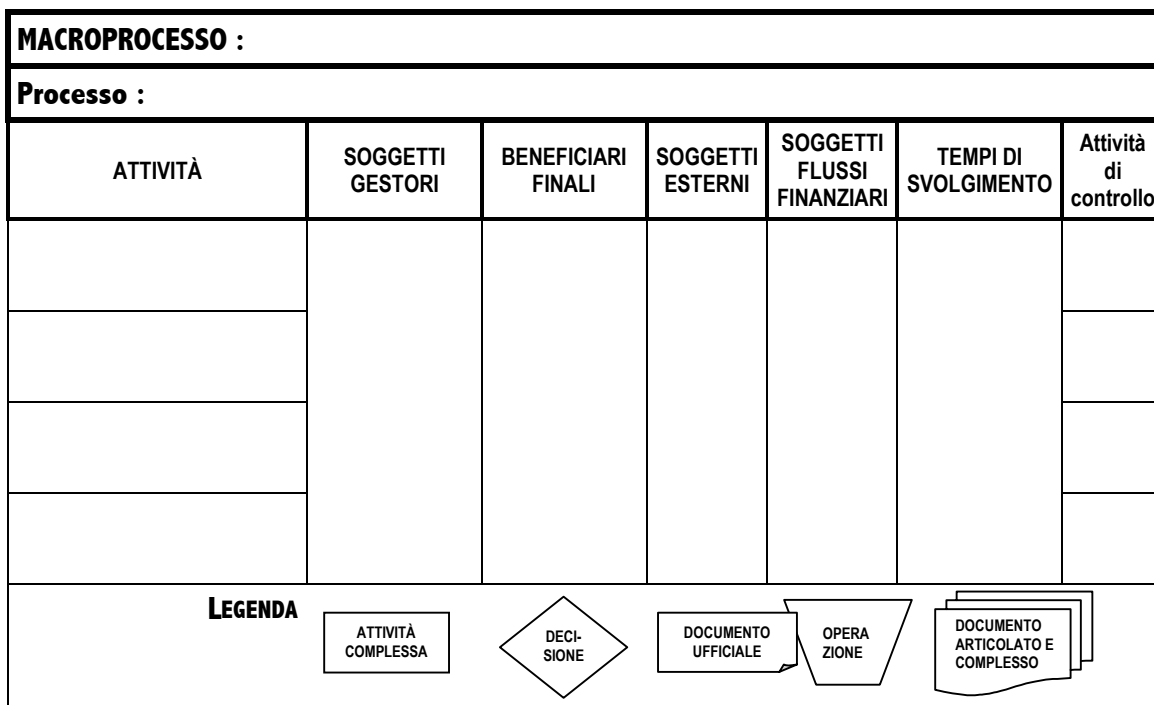 MACROPROCESSO :
Processo :
ATTIVITÀ
SOGGETTI
GESTORI
BENEFICIARI
FINALI
SOGGETTI
ESTERNI
SOGGETTI
FLUSSI
FINANZIARI
TEMPI DI
SVOLGIMENTO
Attività
di
controllo
LEGENDA
ATTIVITÀ
COMPLESSA
DECI-
SIONE
DOCUMENTO
UFFICIALE
OPERA
ZIONE
DOCUMENTO
ARTICOLATO E
COMPLESSO